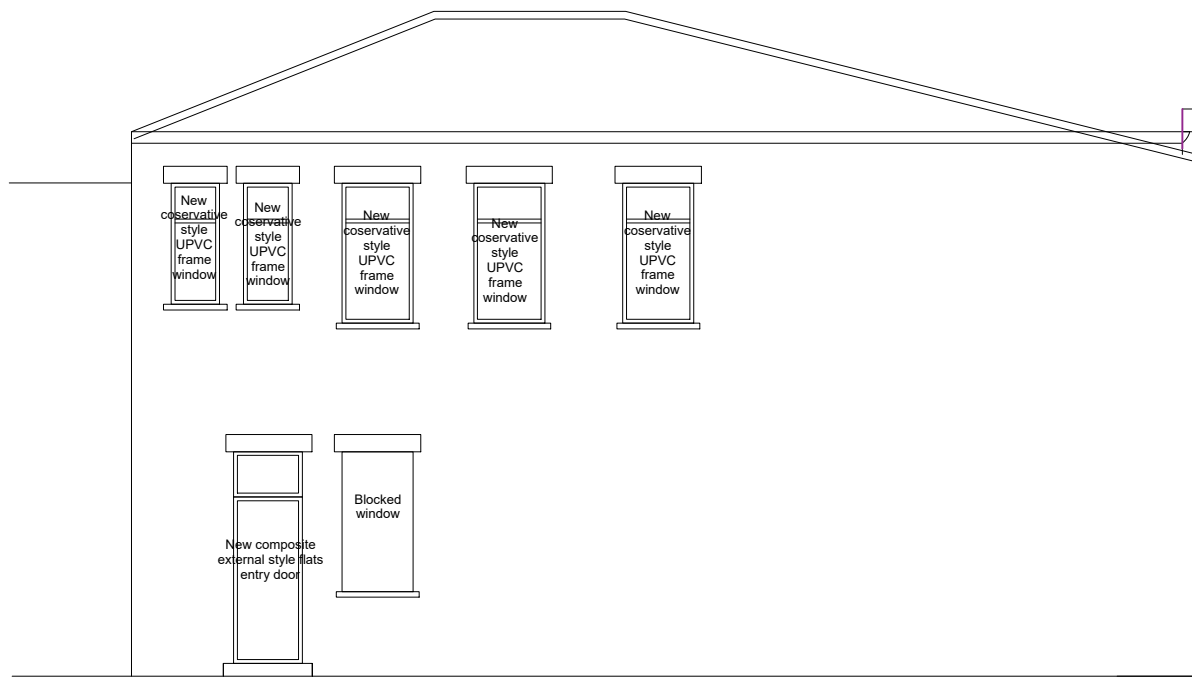 New
coservative
style
UPVC
frame
window
New
coservative
style
UPVC
frame
window
New
coservative
style
UPVC
frame
window
New
coservative
style
UPVC
frame
window
New
coservative
style
UPVC
frame
window
New composite
external style flats
entry door
Blocked
window